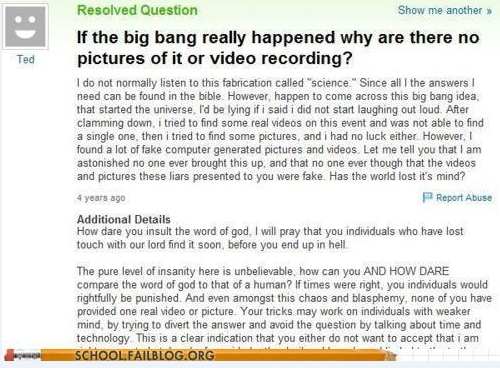 Resolved Question
Show me another »
If the big bang really happened why are there no
pictures of it or video recording?
Ted
I do not normally listen to this fabrication called "science." Since all I the answers I
need can be found in the bible. However, happen to come across this big bang idea,
that started the universe, I'd be lying if i said i did not start laughing out loud. After
clamming down, i tried to find some real videos on this event and was not able to find
a single one, then i tried to find some pictures, and i had no luck either. However, I
found a lot of fake computer generated pictures and videos. Let me tell you that I am
astonished no one ever brought this up, and that no one ever though that the videos
and pictures these liars presented to you were fake. Has the world lost it's mind?
4 years ago
Report Abuse
Additional Details
How dare you insult the word of god, I will pray that you individuals who have lost
touch with our lord find it soon, before you end up in hell.
The pure level of insanity here is unbelievable, how can you AND HOW DARE
compare the word of god to that of a human? If times were right, you individuals would
rightfully be punished. And even amongst this chaos and blasphemy, none of you have
provided one real video or picture. Your tricks may work on individuals with weaker
mind, by trying to divert the answer and avoid the question by talking about time and
technology. This is a clear indication that you either do not want to accept that i am
SCHOOL.FAILBLOG.ORG